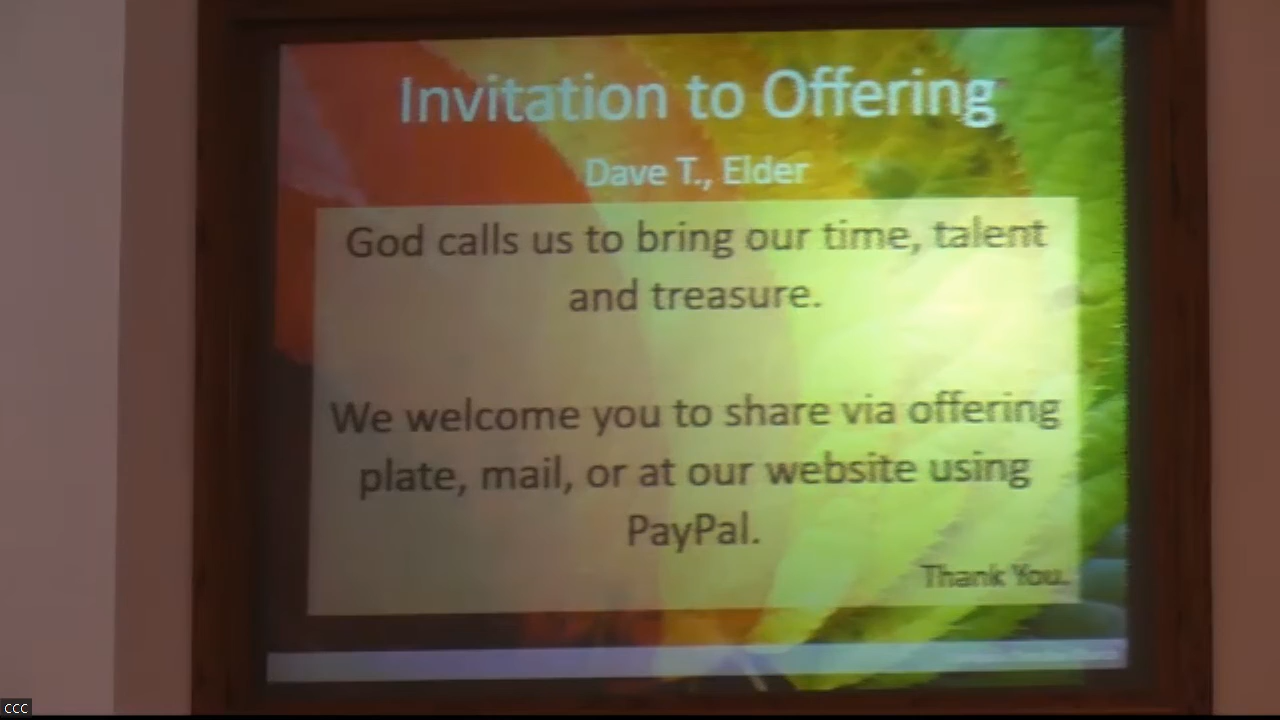 Invitation to Offering
Dave T., Elder
God calls us to bring our time, talent
and treasure.
We welcome you to share via offering
plate, mail, or at our website using
PayPal.
Thank You.
ccc